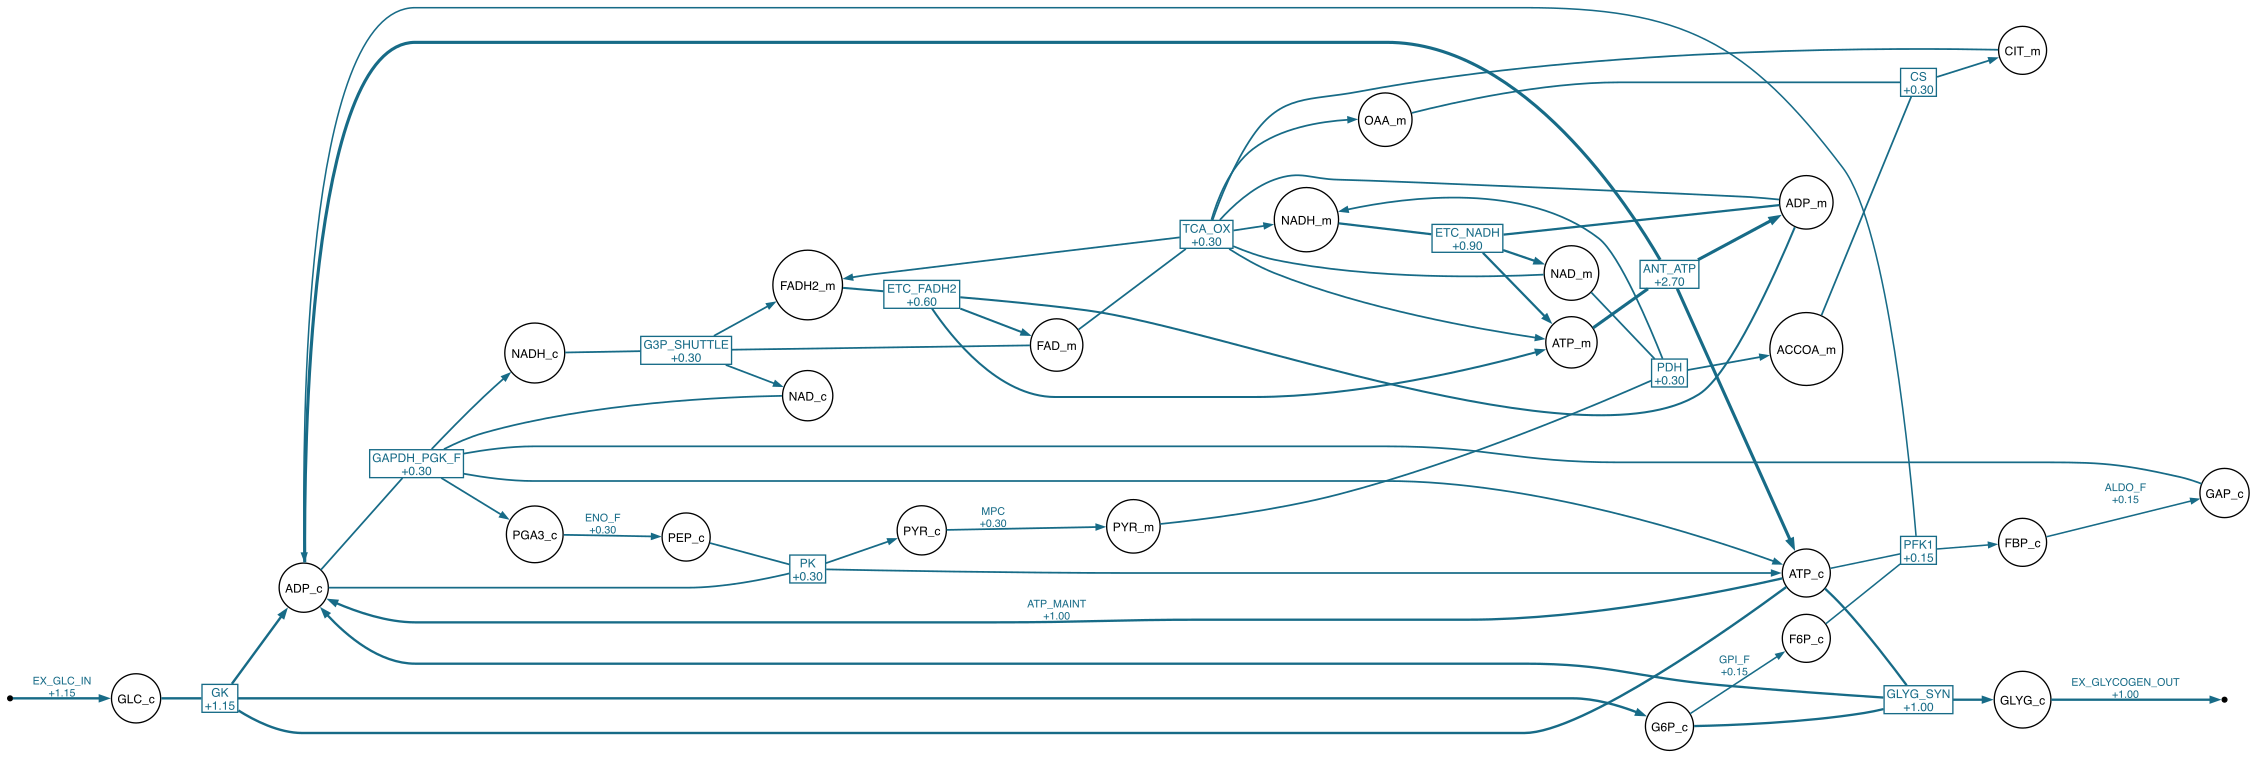 CIT_m
CS
+0.30
OAA_m
ADP_m
NADH_m
TCA_OX
+0.30
ETC_NADH
+0.90
NAD_m
ANT_ATP
+2.70
FADH2_m
ETC_FADH2
+0.60
NADH_c
G3P_SHUTTLE
+0.30
FAD_m
ATP_m
ACCOA_m
PDH
+0.30
NAD_c
GAPDH_PGK_F
+0.30
GAP_c
ALDO_F
+0.15
PGA3_c
ENO_F
+0.30
PEP_c
PYR_c
MPC
+0.30
PYR_m
PFK1
+0.15
FBP_c
PK
+0.30
ATP_c
ADP_c
ATP_MAINT
+1.00
F6P_c
GPI_F
+0.15
EX_GLC_IN
+1.15
GLC_c
GK
+1.15
G6P_c
GLYG_SYN
+1.00
GLYG_c
EX_GLYCOGEN_OUT
+1.00